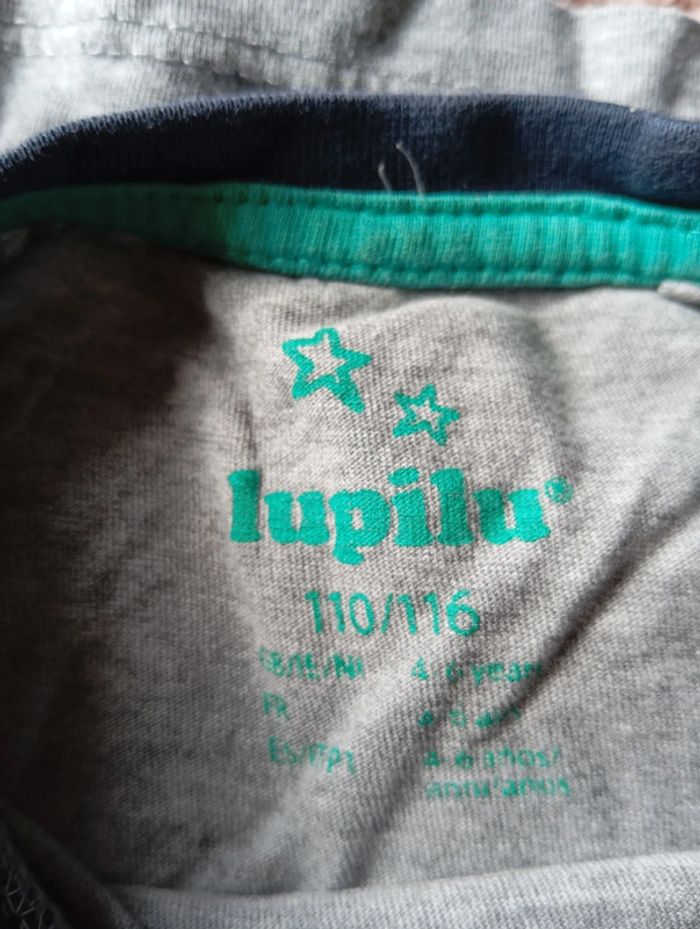 lupilu®
110/116
GB/IE/NI 4-6 years
FR 4-6 ans
ES/IT/PT 4-6 años/
anni/anos